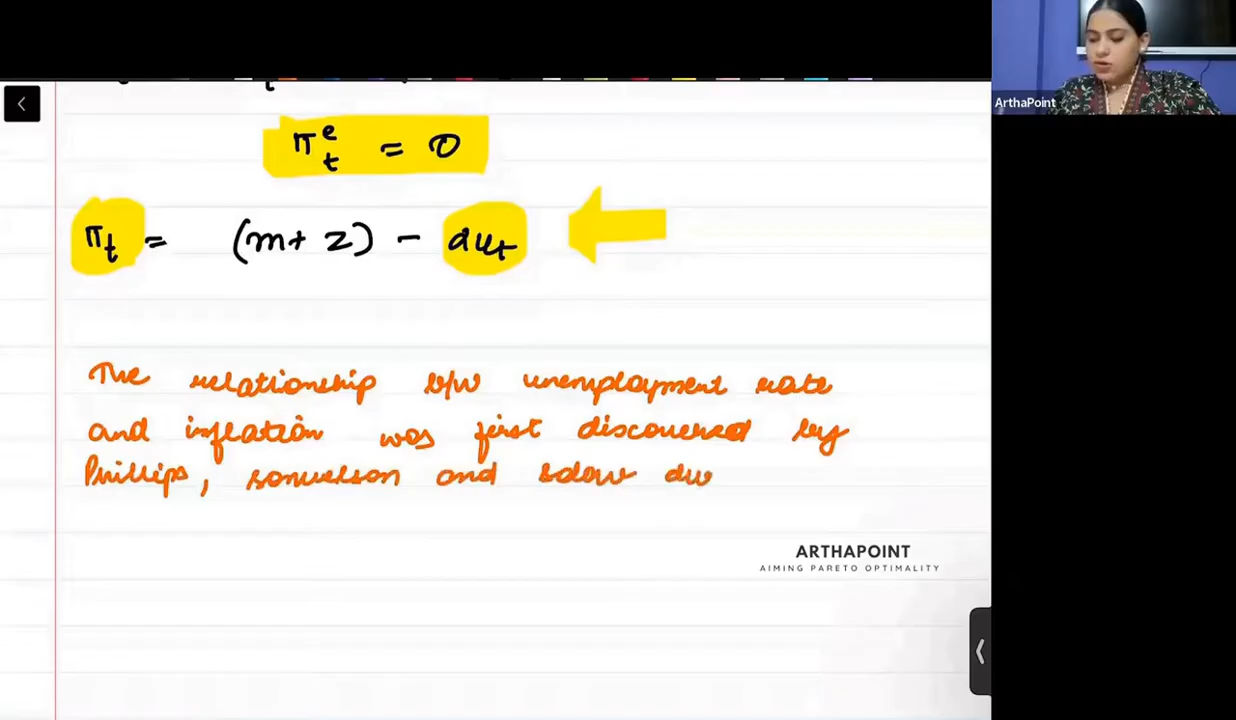 π^e_t = 0
π_t = (m+z) - αu_t
The relationship b/w unemployment rate
and inflation was first discovered by
Phillips, samuelson and solow du
ARTHAPOINT
AIMING PARETO OPTIMALITY
ArthaPoint